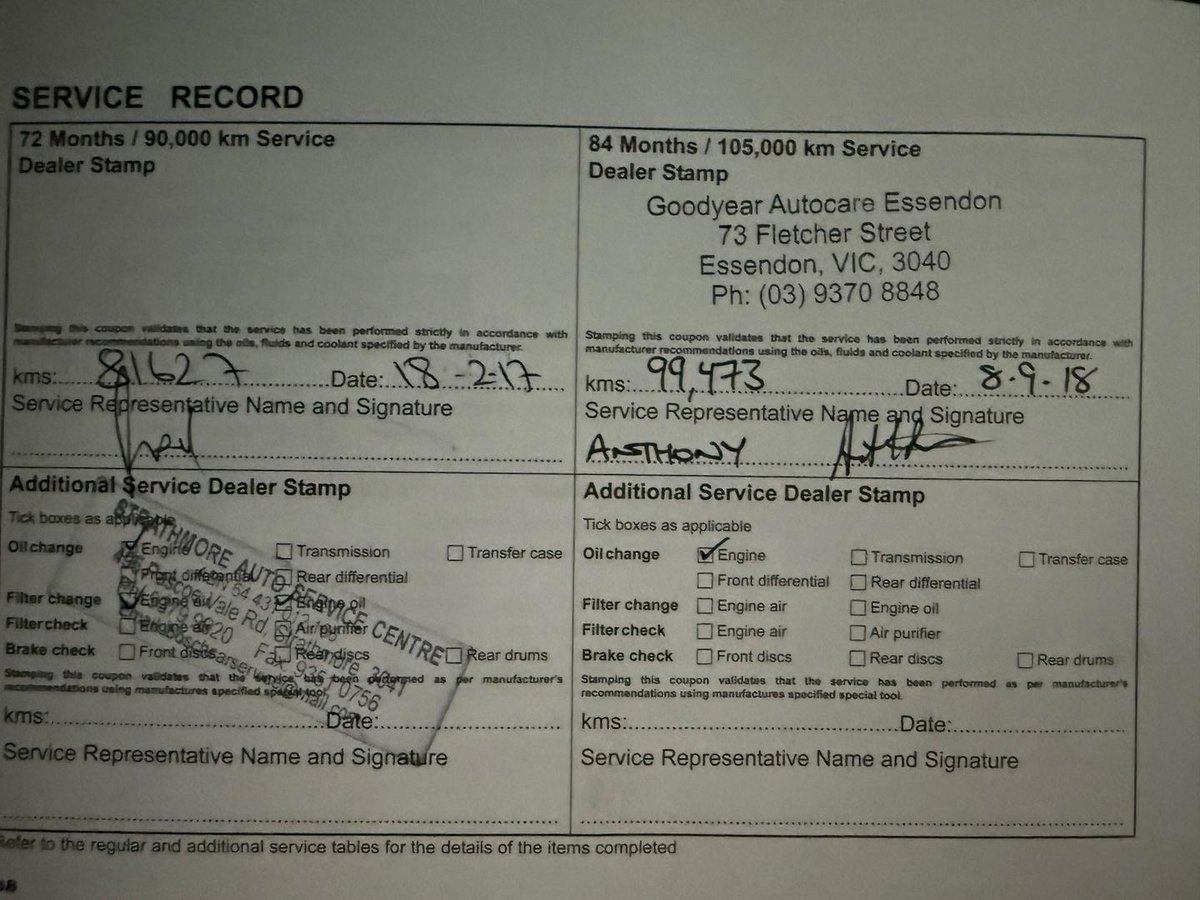 SERVICE RECORD
72 Months / 90,000 km Service
Dealer Stamp
Stamping this coupon validates that the service has been performed strictly in accordance with
manufacturer recommendations using the oils, fluids and coolant specified by the manufacturer.
kms: 81627 Date: 18-2-17
Service Representative Name and Signature
Additional Service Dealer Stamp
Tick boxes as applicable
Oil change Engine Transmission Transfer case
Front differential Rear differential
Filter change Engine air Engine oil
Filter check Engine air Air purifier
Brake check Front discs Rear discs Rear drums
STRATHMORE AUTO SERVICE CENTRE
Vale Rd, Strathmore 3041
Stamping this coupon validates that the service has been performed as per manufacturer's
recommendations using manufactures specified special tool.
kms: Date:
Service Representative Name and Signature
84 Months / 105,000 km Service
Dealer Stamp
Goodyear Autocare Essendon
73 Fletcher Street
Essendon, VIC, 3040
Ph: (03) 9370 8848
Stamping this coupon validates that the service has been performed strictly in accordance with
manufacturer recommendations using the oils, fluids and coolant specified by the manufacturer.
kms: 99,473 Date: 8-9-18
Service Representative Name and Signature
ANTHONY
Additional Service Dealer Stamp
Tick boxes as applicable
Oil change Engine Transmission Transfer case
Front differential Rear differential
Filter change Engine air Engine oil
Filter check Engine air Air purifier
Brake check Front discs Rear discs Rear drums
Stamping this coupon validates that the service has been performed as per manufacturer's
recommendations using manufactures specified special tool.
kms: Date:
Service Representative Name and Signature
Refer to the regular and additional service tables for the details of the items completed